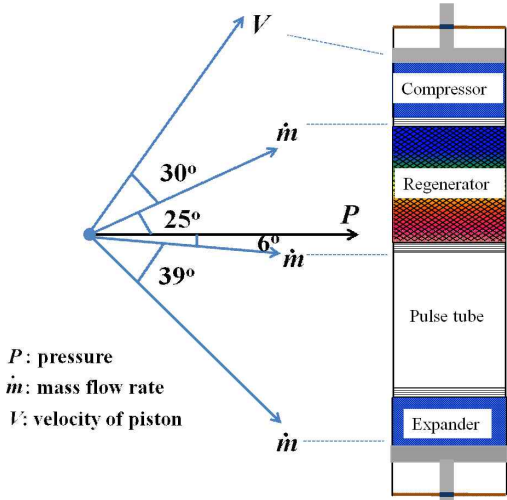 V
Compressor
ṁ
30°
Regenerator
25°
P
6°
ṁ
39°
Pulse tube
P: pressure
ṁ: mass flow rate
V: velocity of piston
Expander
ṁ